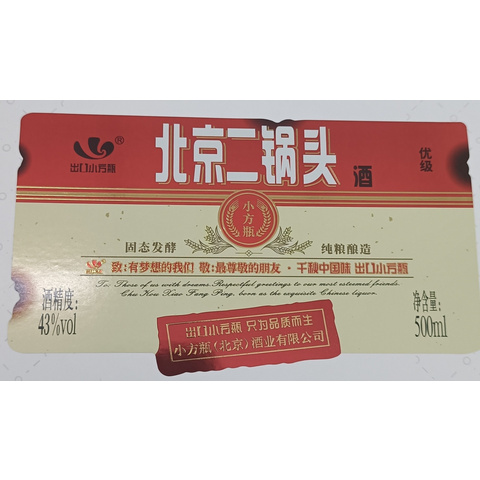 ®
出口小方瓶
北京二锅头
酒
优级
小方瓶
固态发酵
纯粮酿造
致:有梦想的我们 敬:最尊敬的朋友·千秋中国味 出口小方瓶
To: Those of us with dreams. Respectful greetings to our most esteemed friends.
Chu Kou Xiao Fang Ping, born as the exquisite Chinese liquor.
酒精度:
43%vol
净含量:
500ml
出口小方瓶 只为品质而生
小方瓶(北京)酒业有限公司